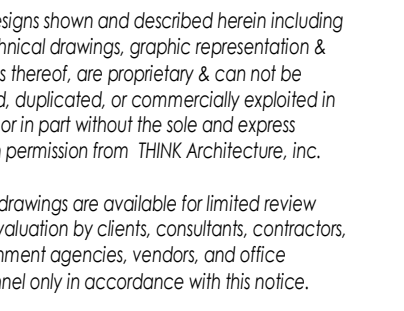 esigns shown and described herein including
hnical drawings, graphic representation &
s thereof, are proprietary & can not be
d, duplicated, or commercially exploited in
or in part without the sole and express
n permission from THINK Architecture, inc.
drawings are available for limited review
valuation by clients, consultants, contractors,
nment agencies, vendors, and office
nnel only in accordance with this notice.